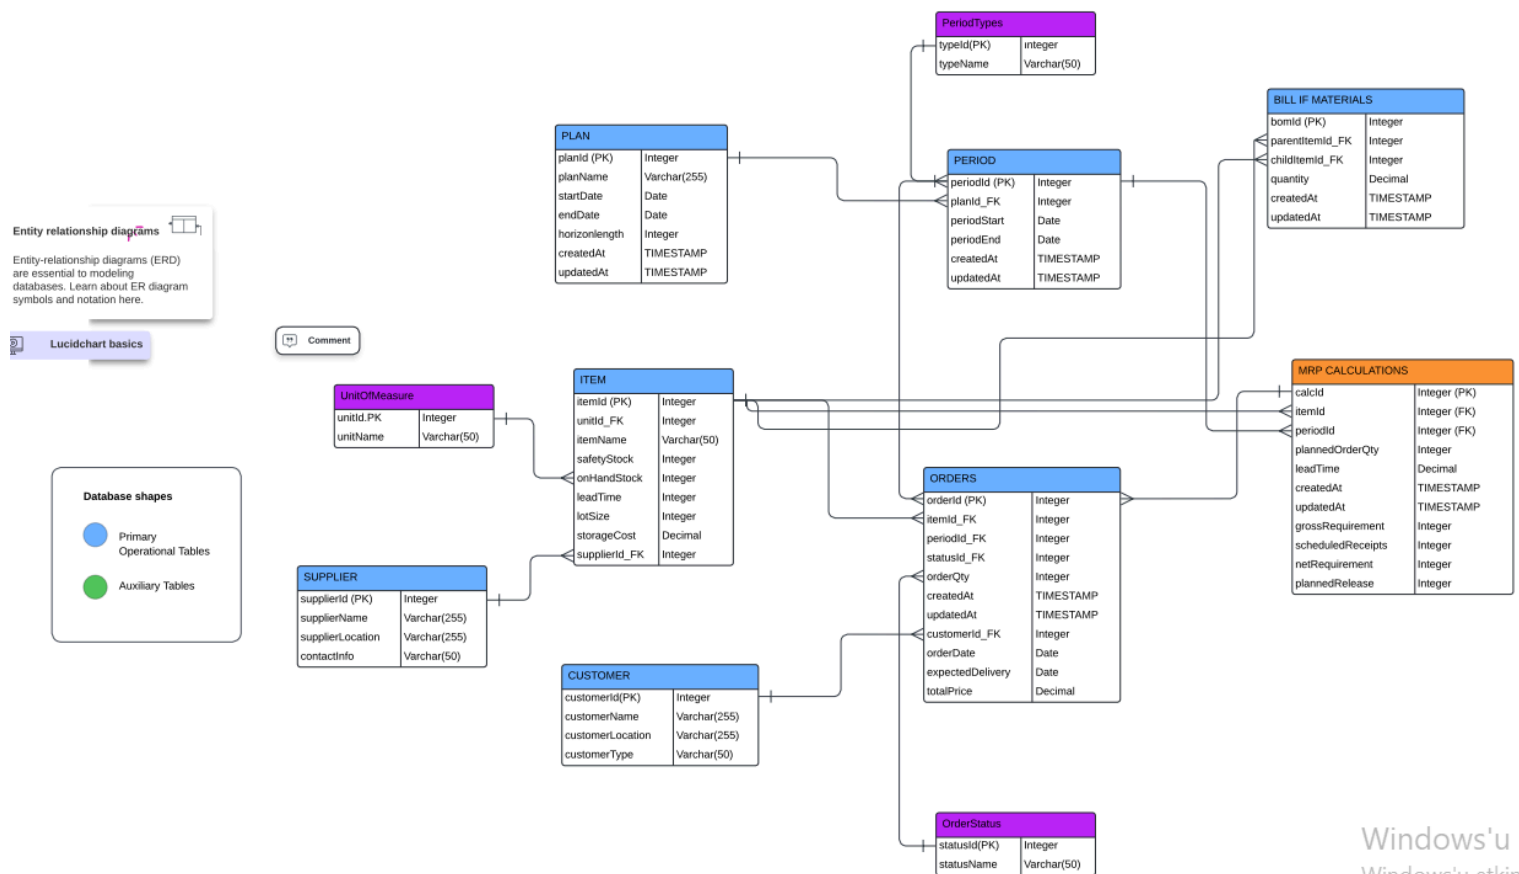 PeriodTypes
typeId(PK) Integer
typeName Varchar(50)
BILL IF MATERIALS
bomId (PK) Integer
parentItemId_FK Integer
childItemId_FK Integer
quantity Decimal
createdAt TIMESTAMP
updatedAt TIMESTAMP
PLAN
planId (PK) Integer
planName Varchar(255)
startDate Date
endDate Date
horizonlength Integer
createdAt TIMESTAMP
updatedAt TIMESTAMP
PERIOD
periodId (PK) Integer
planId_FK Integer
periodStart Date
periodEnd Date
createdAt TIMESTAMP
updatedAt TIMESTAMP
Entity relationship diagrams
Entity-relationship diagrams (ERD)
are essential to modeling
databases. Learn about ER diagram
symbols and notation here.
Lucidchart basics
Comment
UnitOfMeasure
unitId.PK Integer
unitName Varchar(50)
ITEM
itemId (PK) Integer
unitId_FK Integer
itemName Varchar(50)
safetyStock Integer
onHandStock Integer
leadTime Integer
lotSize Integer
storageCost Decimal
supplierId_FK Integer
MRP CALCULATIONS
calcId Integer (PK)
itemId Integer (FK)
periodId Integer (FK)
plannedOrderQty Integer
leadTime Decimal
createdAt TIMESTAMP
updatedAt TIMESTAMP
grossRequirement Integer
scheduledReceipts Integer
netRequirement Integer
plannedRelease Integer
Database shapes
Primary
Operational Tables
Auxiliary Tables
SUPPLIER
supplierId (PK) Integer
supplierName Varchar(255)
supplierLocation Varchar(255)
contactInfo Varchar(50)
ORDERS
orderId (PK) Integer
itemId_FK Integer
periodId_FK Integer
statusId_FK Integer
orderQty Integer
createdAt TIMESTAMP
updatedAt TIMESTAMP
customerId_FK Integer
orderDate Date
expectedDelivery Date
totalPrice Decimal
CUSTOMER
customerId(PK) Integer
customerName Varchar(255)
customerLocation Varchar(255)
customerType Varchar(50)
OrderStatus
statusId(PK) Integer
statusName Varchar(50)
Windows'u